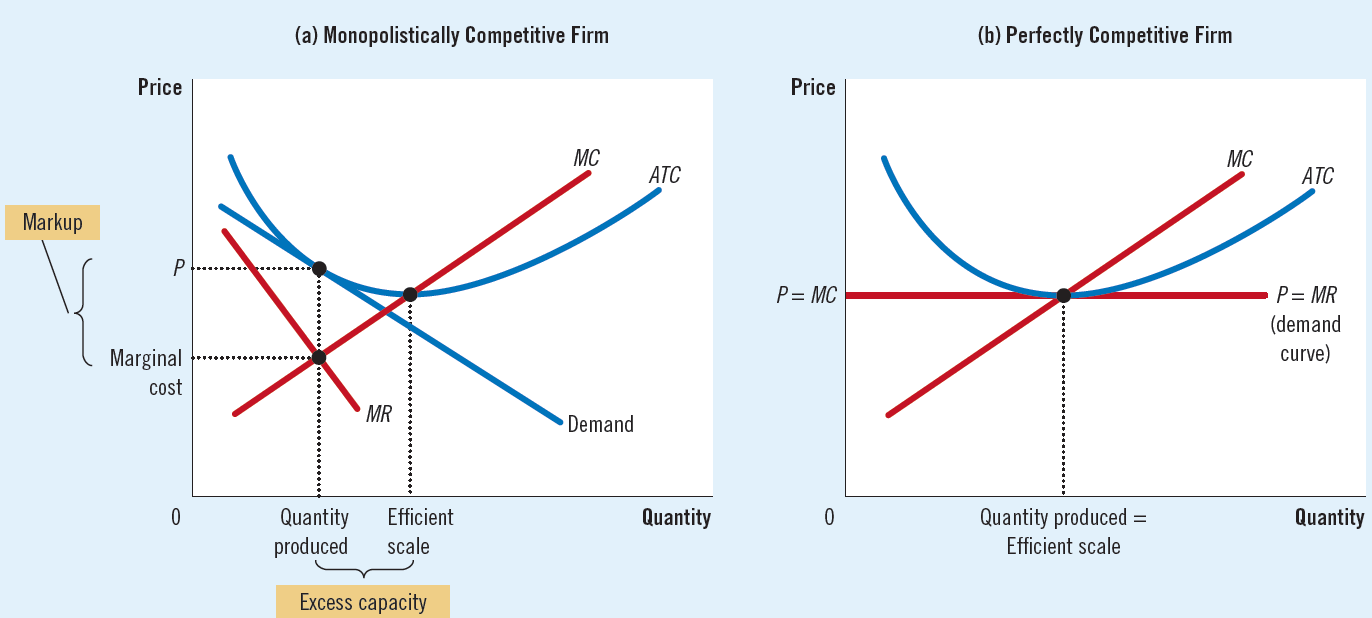 (a) Monopolistically Competitive Firm
Price
MC
ATC
Markup
P
Marginal
cost
MR
Demand
0
Quantity
produced
Efficient
scale
Quantity
Excess capacity
(b) Perfectly Competitive Firm
Price
MC
ATC
P = MC
P = MR
(demand
curve)
0
Quantity produced =
Efficient scale
Quantity